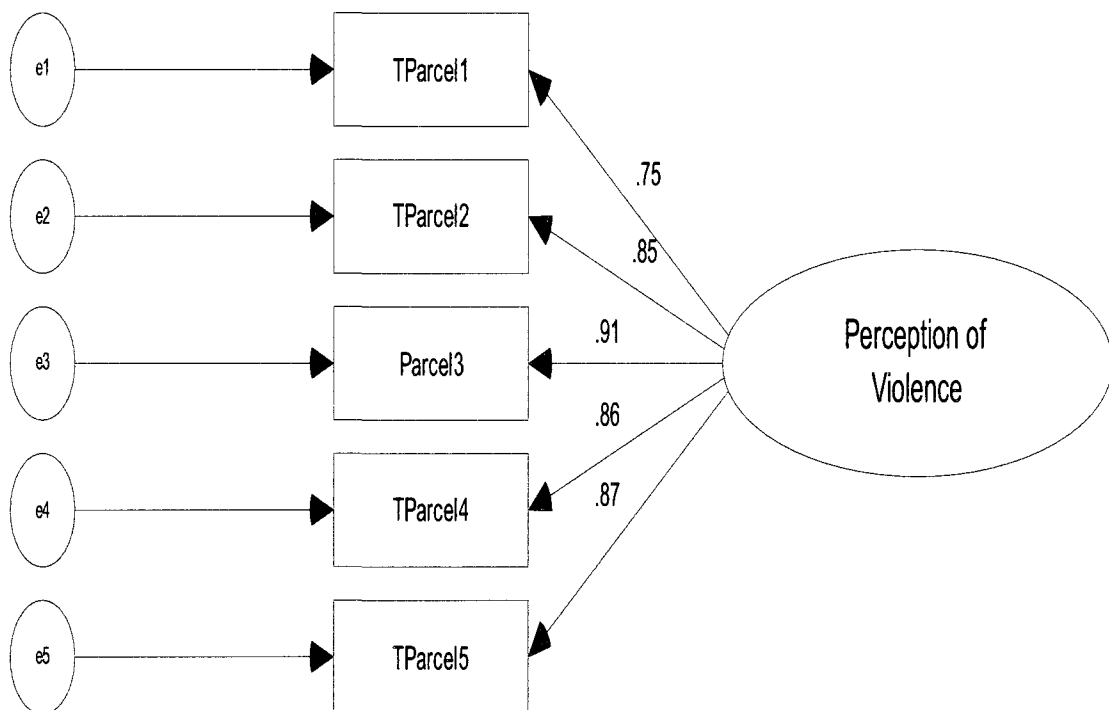 e1
TParcel1
.75
e2
TParcel2
.85
e3
Parcel3
.91
Perception of
Violence
.86
e4
TParcel4
.87
e5
TParcel5